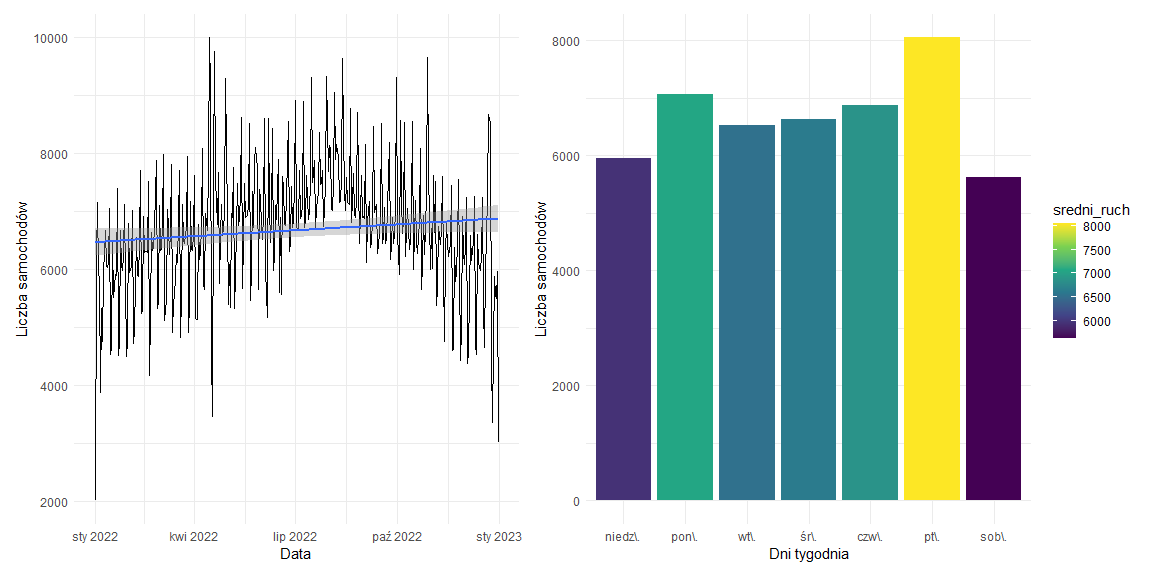 Liczba samochodów
10000
8000
6000
4000
2000
sty 2022
kwi 2022
lip 2022
paź 2022
sty 2023
Data
Liczba samochodów
8000
6000
4000
2000
0
niedz\.
pon\.
wt\.
śr\.
czw\.
pt\.
sob\.
Dni tygodnia
sredni_ruch
8000
7500
7000
6500
6000